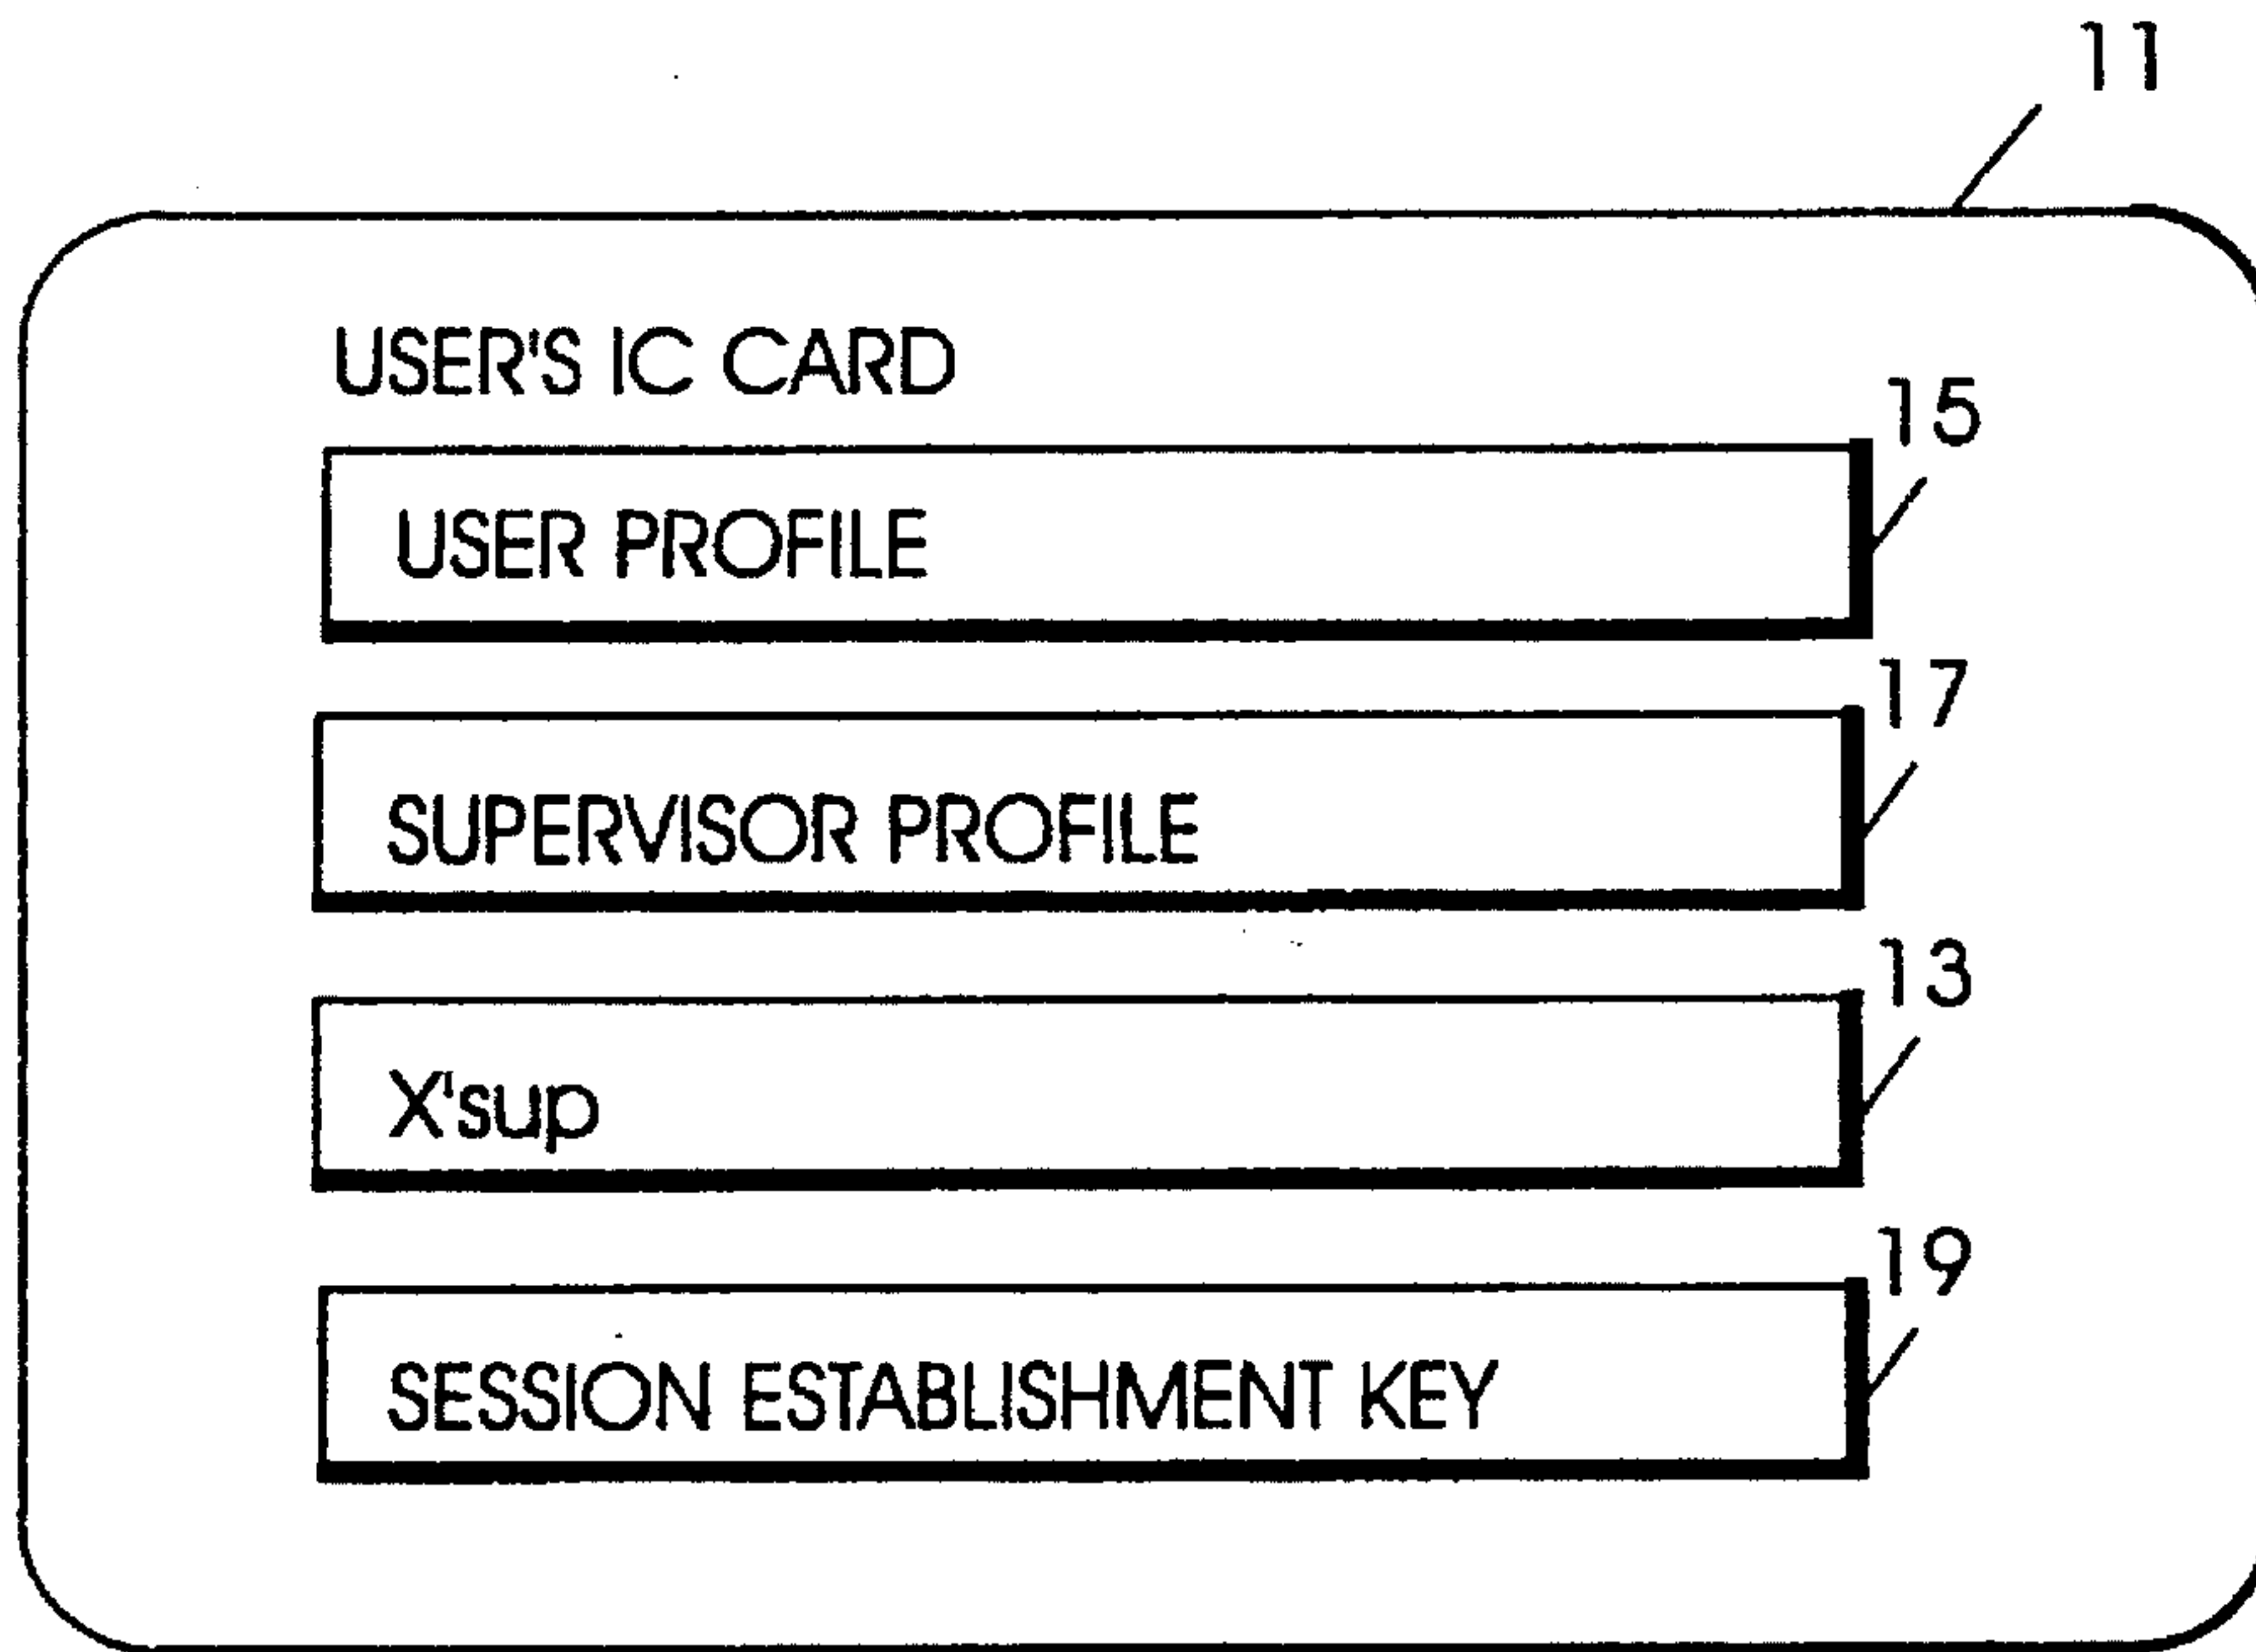 11
USER'S IC CARD
15
USER PROFILE
17
SUPERVISOR PROFILE
13
X'sup
19
SESSION ESTABLISHMENT KEY